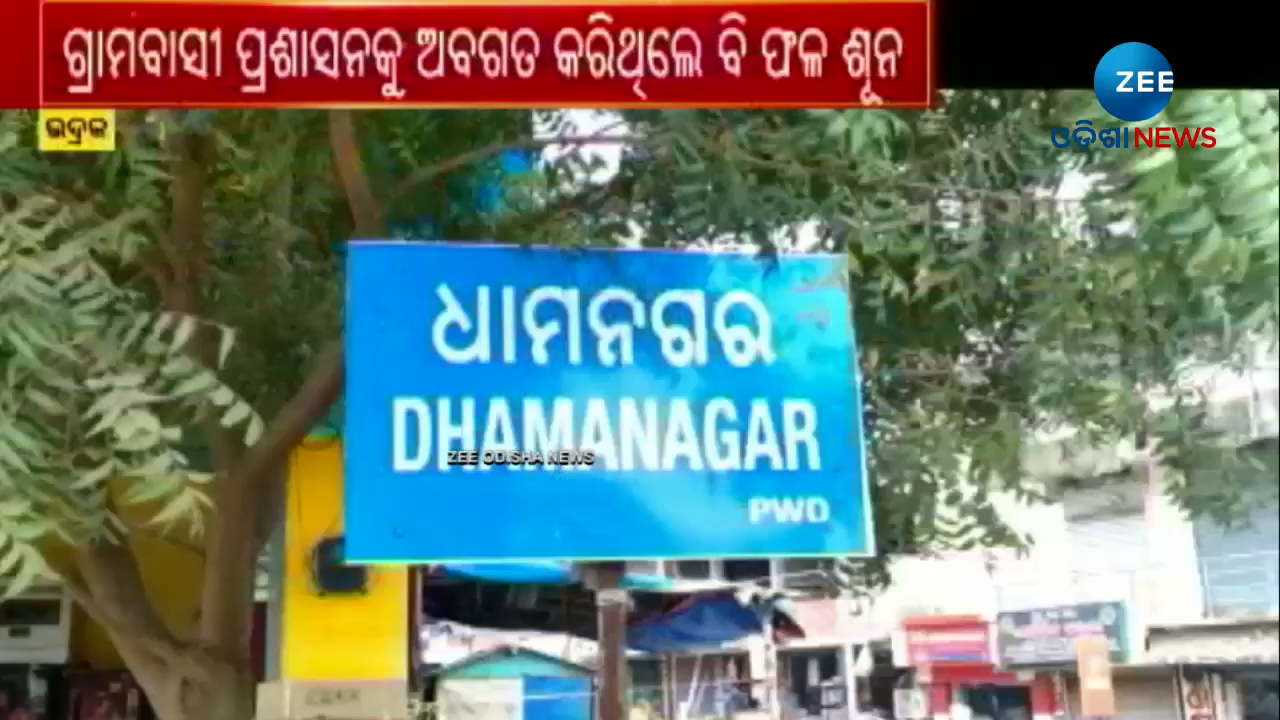 ଗ୍ରାମବାସୀ ପ୍ରଶାସନକୁ ଅବଗତ କରିଥିଲେ ବି ଫଳ ଶୂନ
ZEE
ଓଡ଼ିଶା NEWS
ଭଦ୍ରକ
ଧାମନଗର
DHAMANAGAR
ZEE ODISHA NEWS
PWD